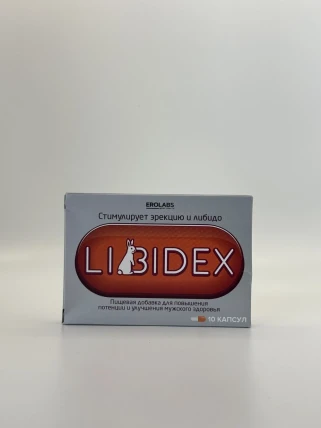 EROLABS
Стимулирует эрекцию и либидо
LIBIDEX
Пищевая добавка для повышения
потенции и улучшения мужского здоровья
10 КАПСУЛ